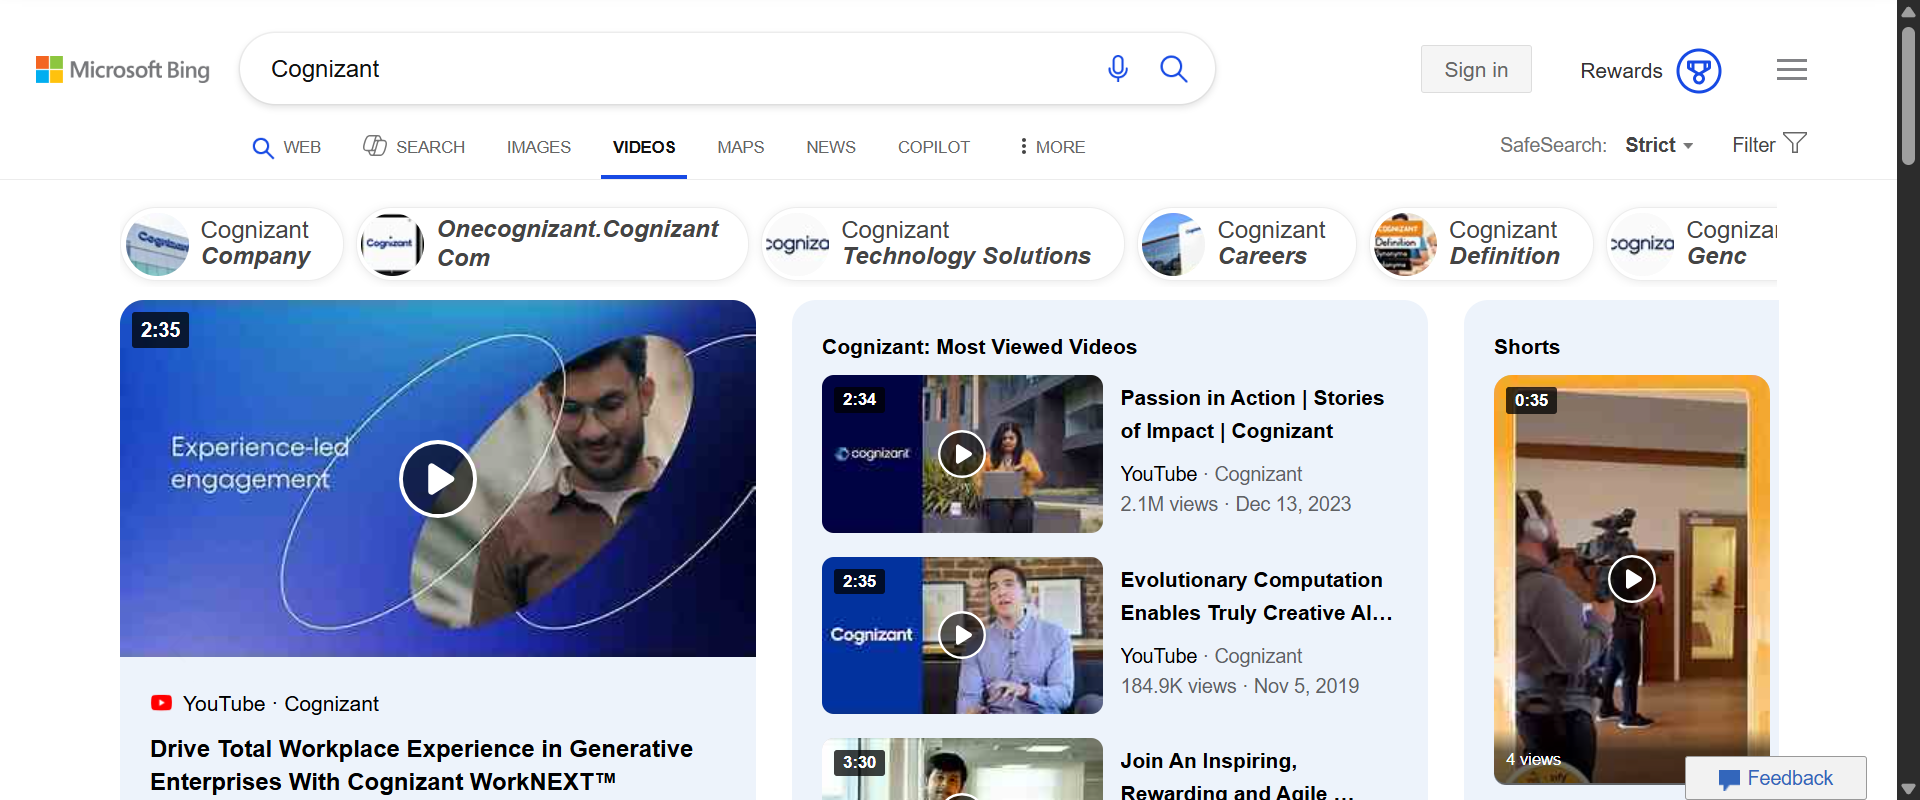 Microsoft Bing
Cognizant
Sign in
Rewards
WEB
SEARCH
IMAGES
VIDEOS
MAPS
NEWS
COPILOT
MORE
SafeSearch:
Strict
Filter
Cognizant
Company
Onecognizant.Cognizant
Com
Cognizant
Technology Solutions
Cognizant
Careers
Cognizant
Definition
Genc
2:35
Experience-led
engagement
YouTube · Cognizant
Drive Total Workplace Experience in Generative
Enterprises With Cognizant WorkNEXT™
Cognizant: Most Viewed Videos
2:34
cognizant
Passion in Action | Stories
of Impact | Cognizant
YouTube · Cognizant
2.1M views · Dec 13, 2023
2:35
Cognizant
Evolutionary Computation
Enables Truly Creative AI...
YouTube · Cognizant
184.9K views · Nov 5, 2019
3:30
Join An Inspiring,
Rewarding and Agile ...
Shorts
0:35
4 views
Feedback